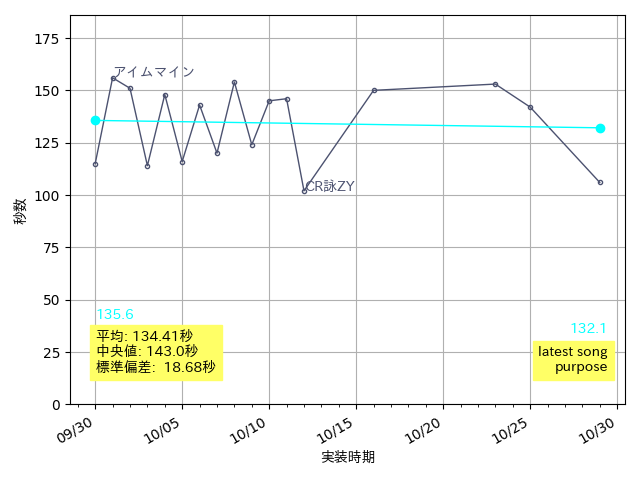 175
150
125
100
75
50
25
0
秒数
アイムマイン
CR詠ZY
135.6
132.1
平均: 134.41秒
中央値: 143.0秒
標準偏差:  18.68秒
latest song
purpose
09/30
10/05
10/10
10/15
10/20
10/25
10/30
実装時期